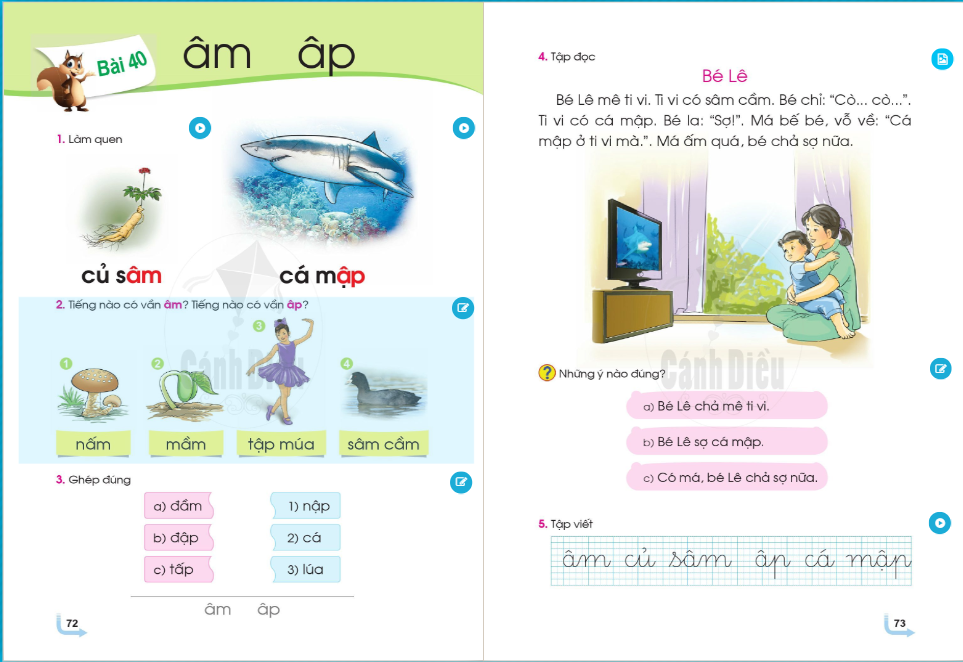 Bài 40
âm âp
1. Làm quen
củ sâm
cá mập
2. Tiếng nào có vần âm? Tiếng nào có vần âp?
1
2
3
4
nấm
mầm
tập múa
sâm cầm
3. Ghép đúng
a) đầm
1) nập
b) đập
2) cá
c) tấp
3) lúa
âm âp
72
4. Tập đọc
Bé Lê
Bé Lê mê ti vi. Ti vi có sâm cầm. Bé chỉ: “Cò... cò...”.
Ti vi có cá mập. Bé la: “Sợ!”. Má bế bé, vỗ về: “Cá
mập ở ti vi mà.”. Má ấm quá, bé chả sợ nữa.
? Những ý nào đúng?
a) Bé Lê chả mê ti vi.
b) Bé Lê sợ cá mập.
c) Có má, bé Lê chả sợ nữa.
5. Tập viết
âm củ sâm âp cá mập
73
Cánh Diều
Cánh Diều